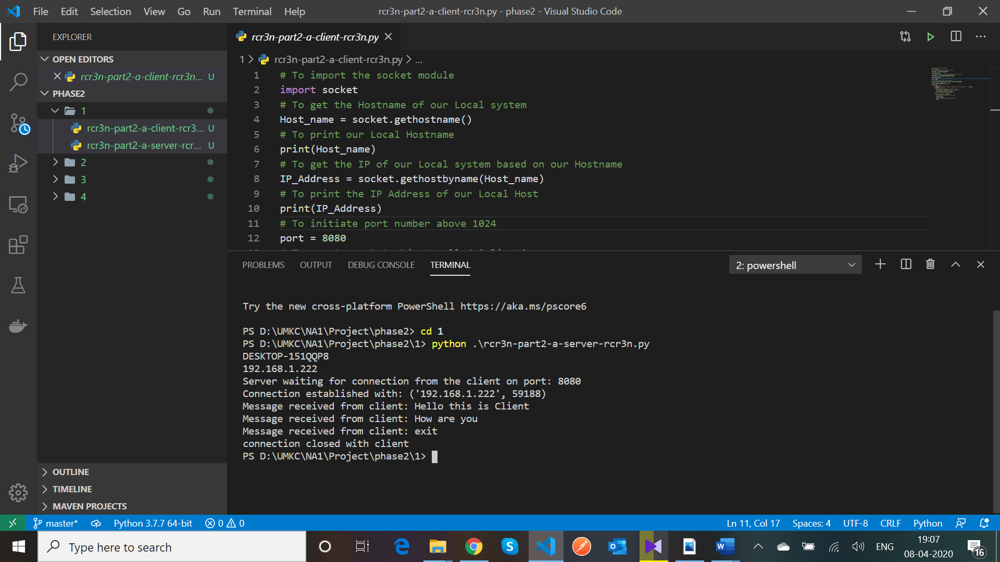 File Edit Selection View Go Run Terminal Help
rcr3n-part2-a-client-rcr3n.py - phase2 - Visual Studio Code
EXPLORER
OPEN EDITORS
rcr3n-part2-a-client-rcr3n... U
PHASE2
1
rcr3n-part2-a-client-rcr3... U
rcr3n-part2-a-server-rcr... U
2
3
4
OUTLINE
TIMELINE
MAVEN PROJECTS
rcr3n-part2-a-client-rcr3n.py
1 > rcr3n-part2-a-client-rcr3n.py > ...
1 # To import the socket module
2 import socket
3 # To get the Hostname of our Local system
4 Host_name = socket.gethostname()
5 # To print our Local Hostname
6 print(Host_name)
7 # To get the IP of our Local system based on our Hostname
8 IP_Address = socket.gethostbyname(Host_name)
9 # To print the IP Address of our Local Host
10 print(IP_Address)
11 # To initiate port number above 1024
12 port = 8080
PROBLEMS OUTPUT DEBUG CONSOLE TERMINAL
2: powershell
Try the new cross-platform PowerShell https://aka.ms/pscore6
PS D:\UMKC\NA1\Project\phase2> cd 1
PS D:\UMKC\NA1\Project\phase2\1> python .\rcr3n-part2-a-server-rcr3n.py
DESKTOP-151QQP8
192.168.1.222
Server waiting for connection from the client on port: 8080
Connection established with: ('192.168.1.222', 59188)
Message received from client: Hello this is Client
Message received from client: How are you
Message received from client: exit
connection closed with client
PS D:\UMKC\NA1\Project\phase2\1>
master* Python 3.7.7 64-bit 0 0
Ln 11, Col 17 Spaces: 4 UTF-8 CRLF Python
Type here to search
ENG
19:07
08-04-2020
16